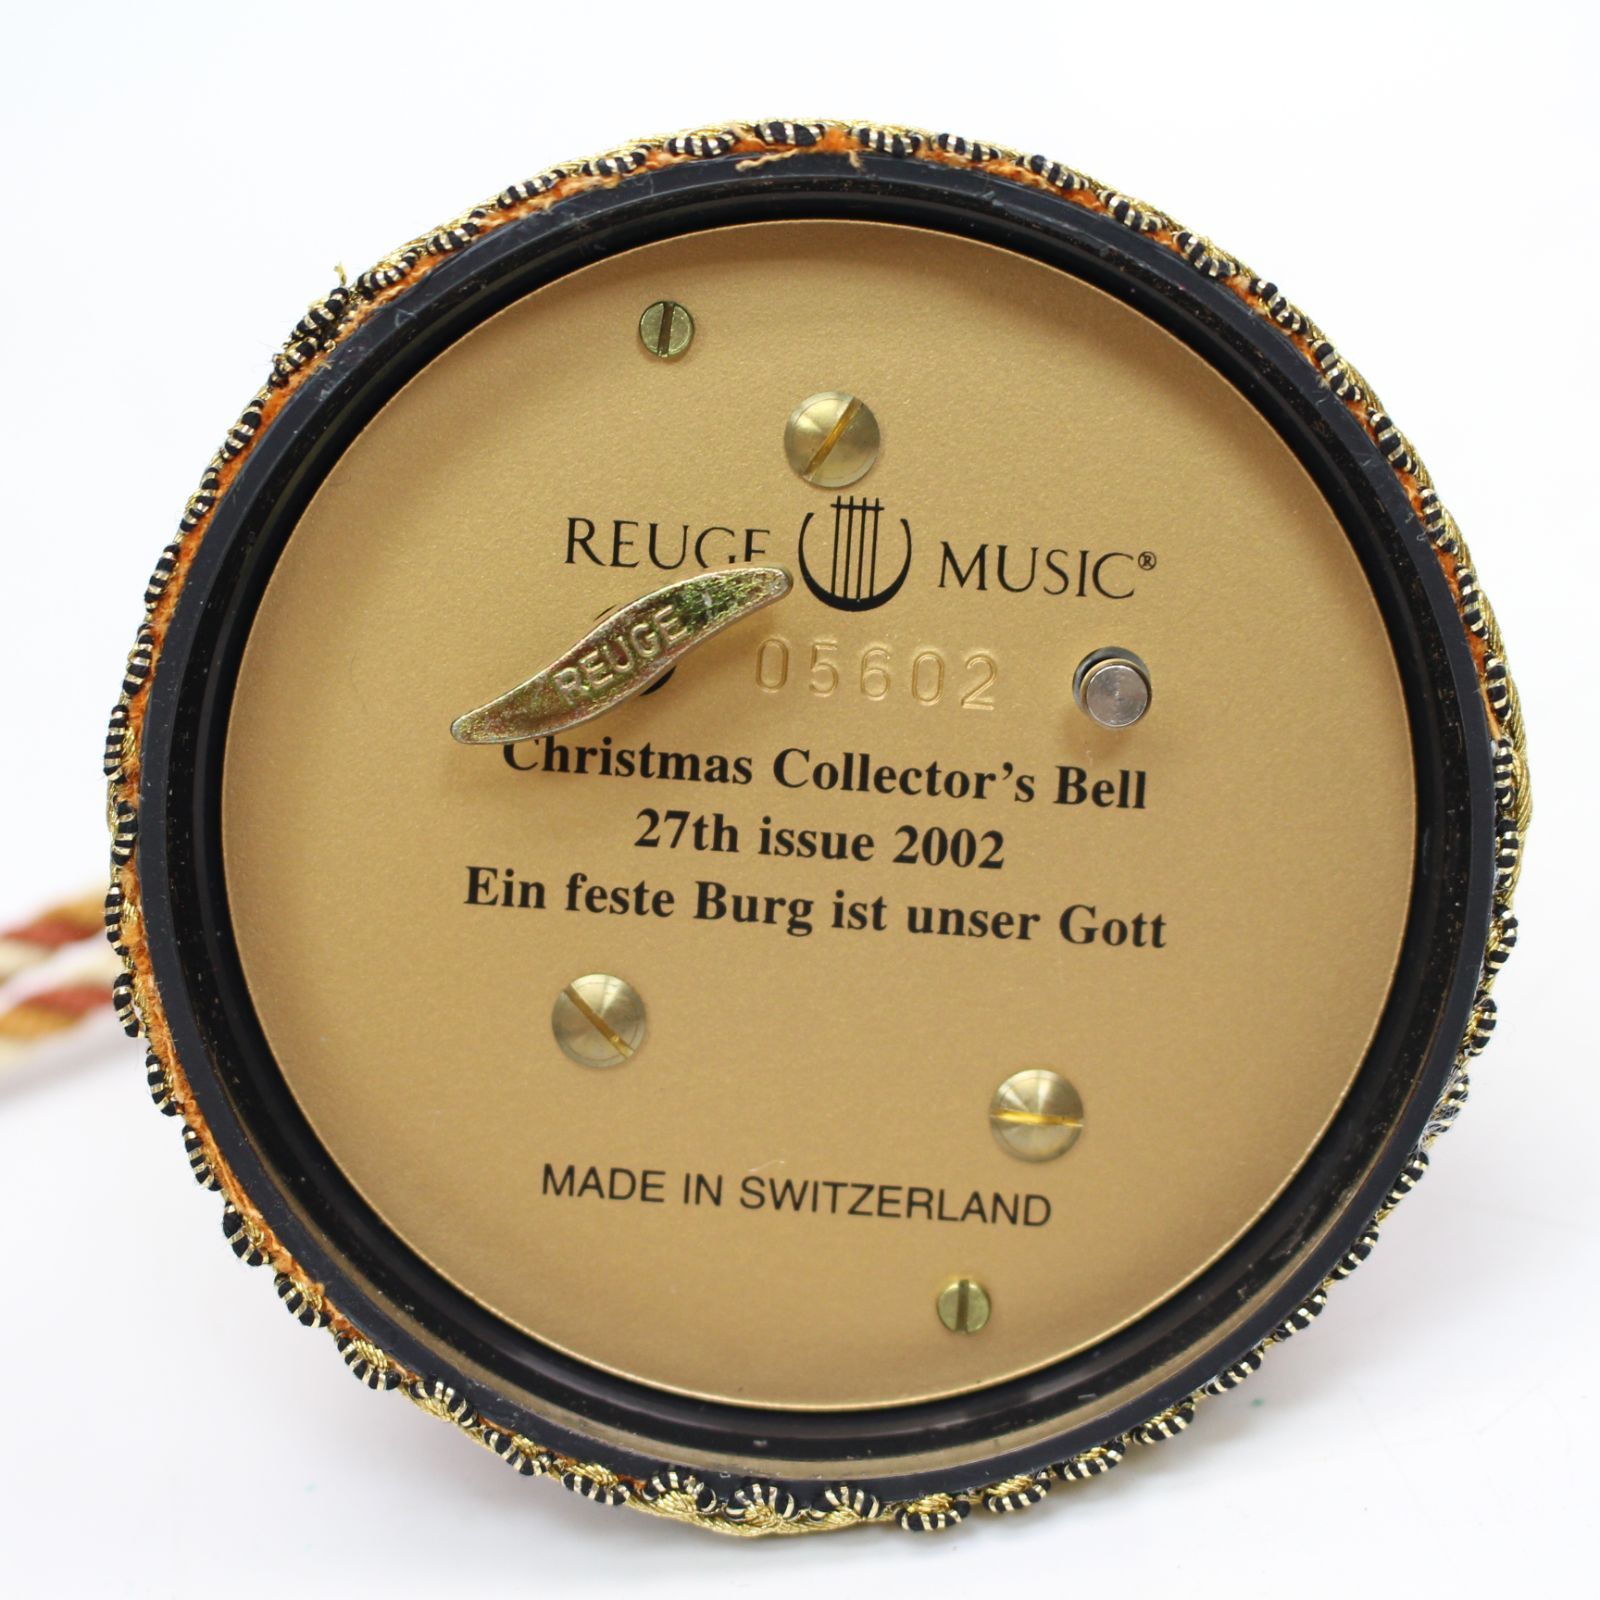 REUGE MUSIC®
REUGE
05602
Christmas Collector's Bell
27th issue 2002
Ein feste Burg ist unser Gott
MADE IN SWITZERLAND